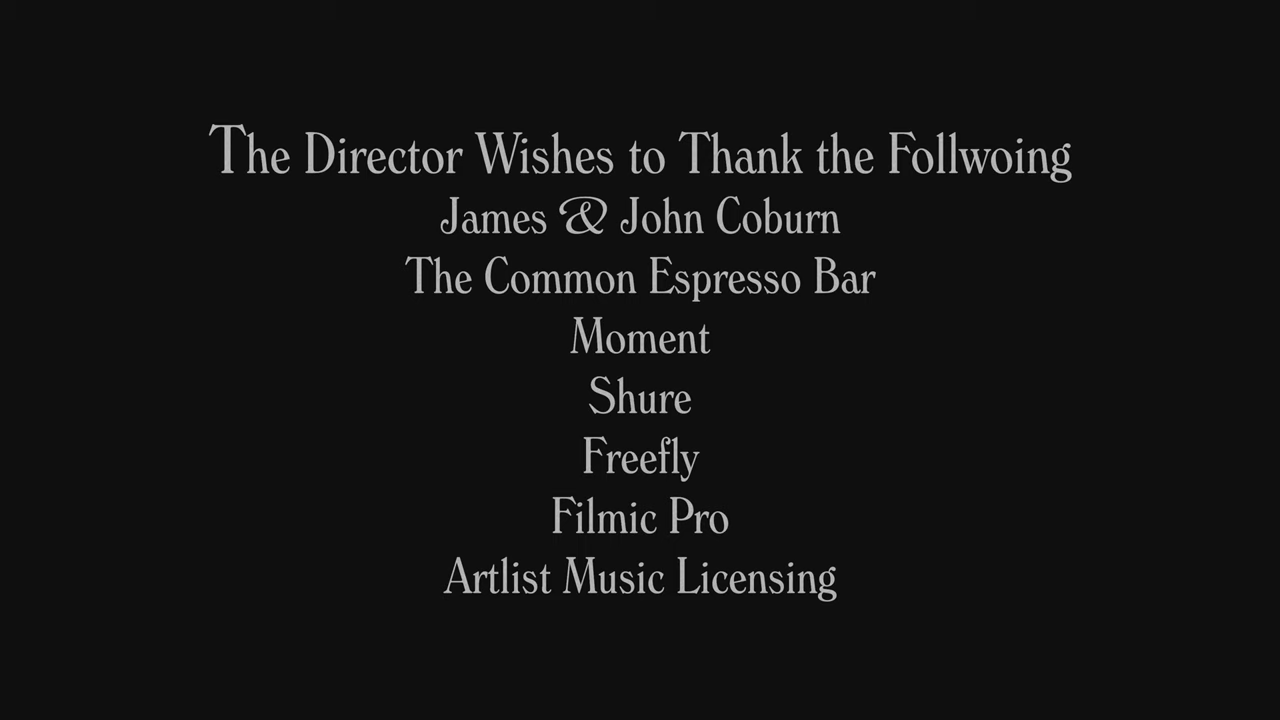 The Director Wishes to Thank the Follwoing
James & John Coburn
The Common Espresso Bar
Moment
Shure
Freefly
Filmic Pro
Artlist Music Licensing